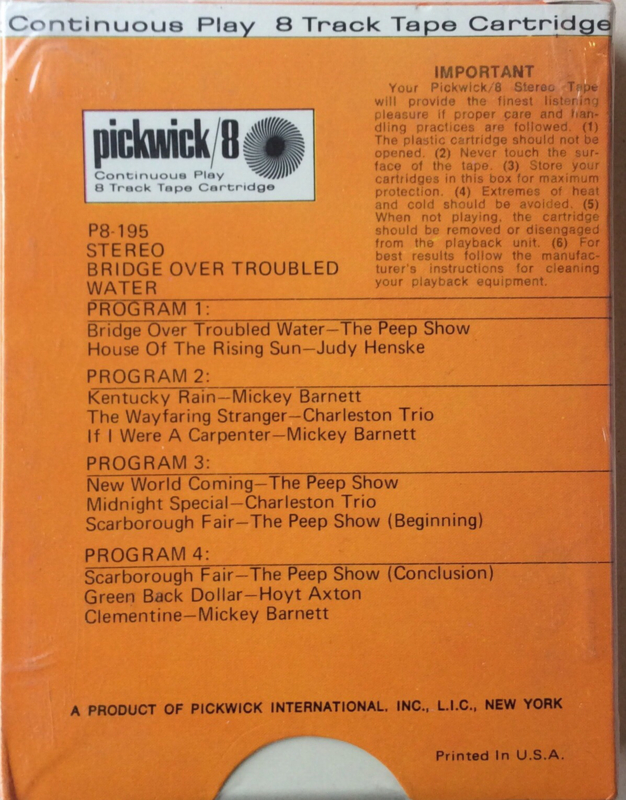 Continuous Play 8 Track Tape Cartridge
IMPORTANT
Your Pickwick/8 Stereo Tape
will provide the finest listening
pleasure if proper care and han-
dling practices are followed. (1)
The plastic cartridge should not be
opened. (2) Never touch the sur-
face of the tape. (3) Store your
cartridges in this box for maximum
protection. (4) Extremes of heat
and cold should be avoided. (5)
When not playing, the cartridge
should be removed or disengaged
from the playback unit. (6) For
best results follow the manufac-
turer's instructions for cleaning
your playback equipment.
pickwick/8
Continuous Play
8 Track Tape Cartridge
P8-195
STEREO
BRIDGE OVER TROUBLED
WATER
PROGRAM 1:
Bridge Over Troubled Water—The Peep Show
House Of The Rising Sun—Judy Henske
PROGRAM 2:
Kentucky Rain—Mickey Barnett
The Wayfaring Stranger—Charleston Trio
If I Were A Carpenter—Mickey Barnett
PROGRAM 3:
New World Coming—The Peep Show
Midnight Special—Charleston Trio
Scarborough Fair—The Peep Show (Beginning)
PROGRAM 4:
Scarborough Fair—The Peep Show (Conclusion)
Green Back Dollar—Hoyt Axton
Clementine—Mickey Barnett
A PRODUCT OF PICKWICK INTERNATIONAL, INC., L.I.C., NEW YORK
Printed In U.S.A.